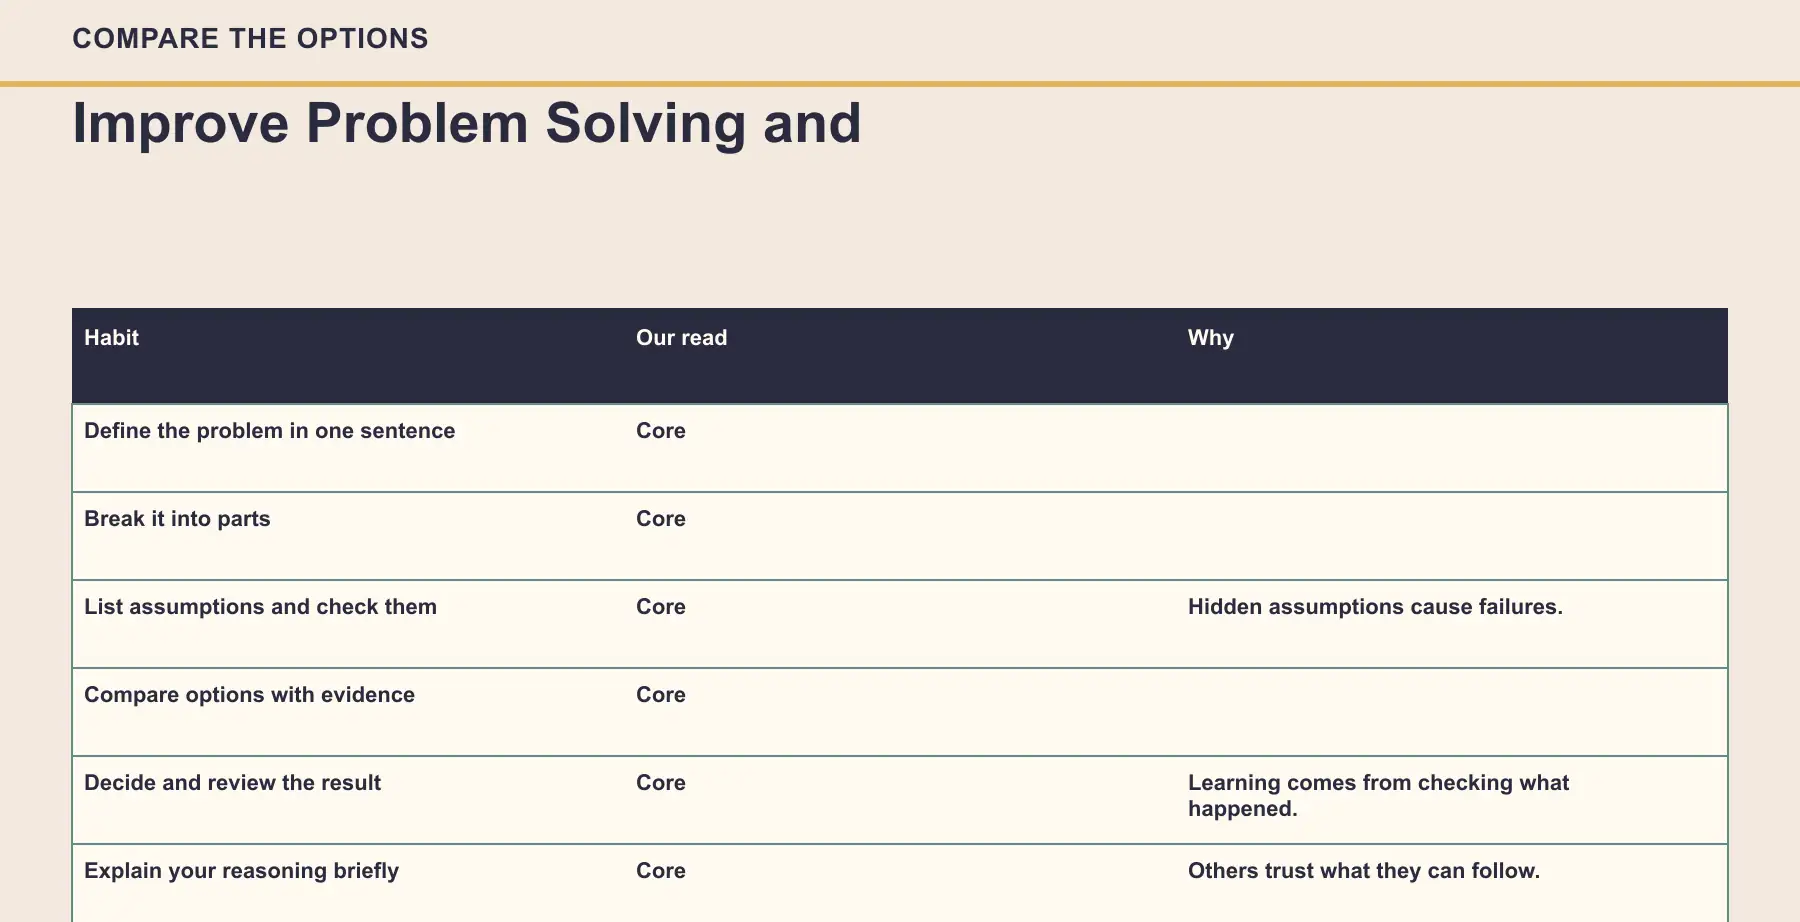 COMPARE THE OPTIONS
Improve Problem Solving and
Habit Our read Why
Define the problem in one sentence Core
Break it into parts Core
List assumptions and check them Core Hidden assumptions cause failures.
Compare options with evidence Core
Decide and review the result Core Learning comes from checking what
happened.
Explain your reasoning briefly Core Others trust what they can follow.